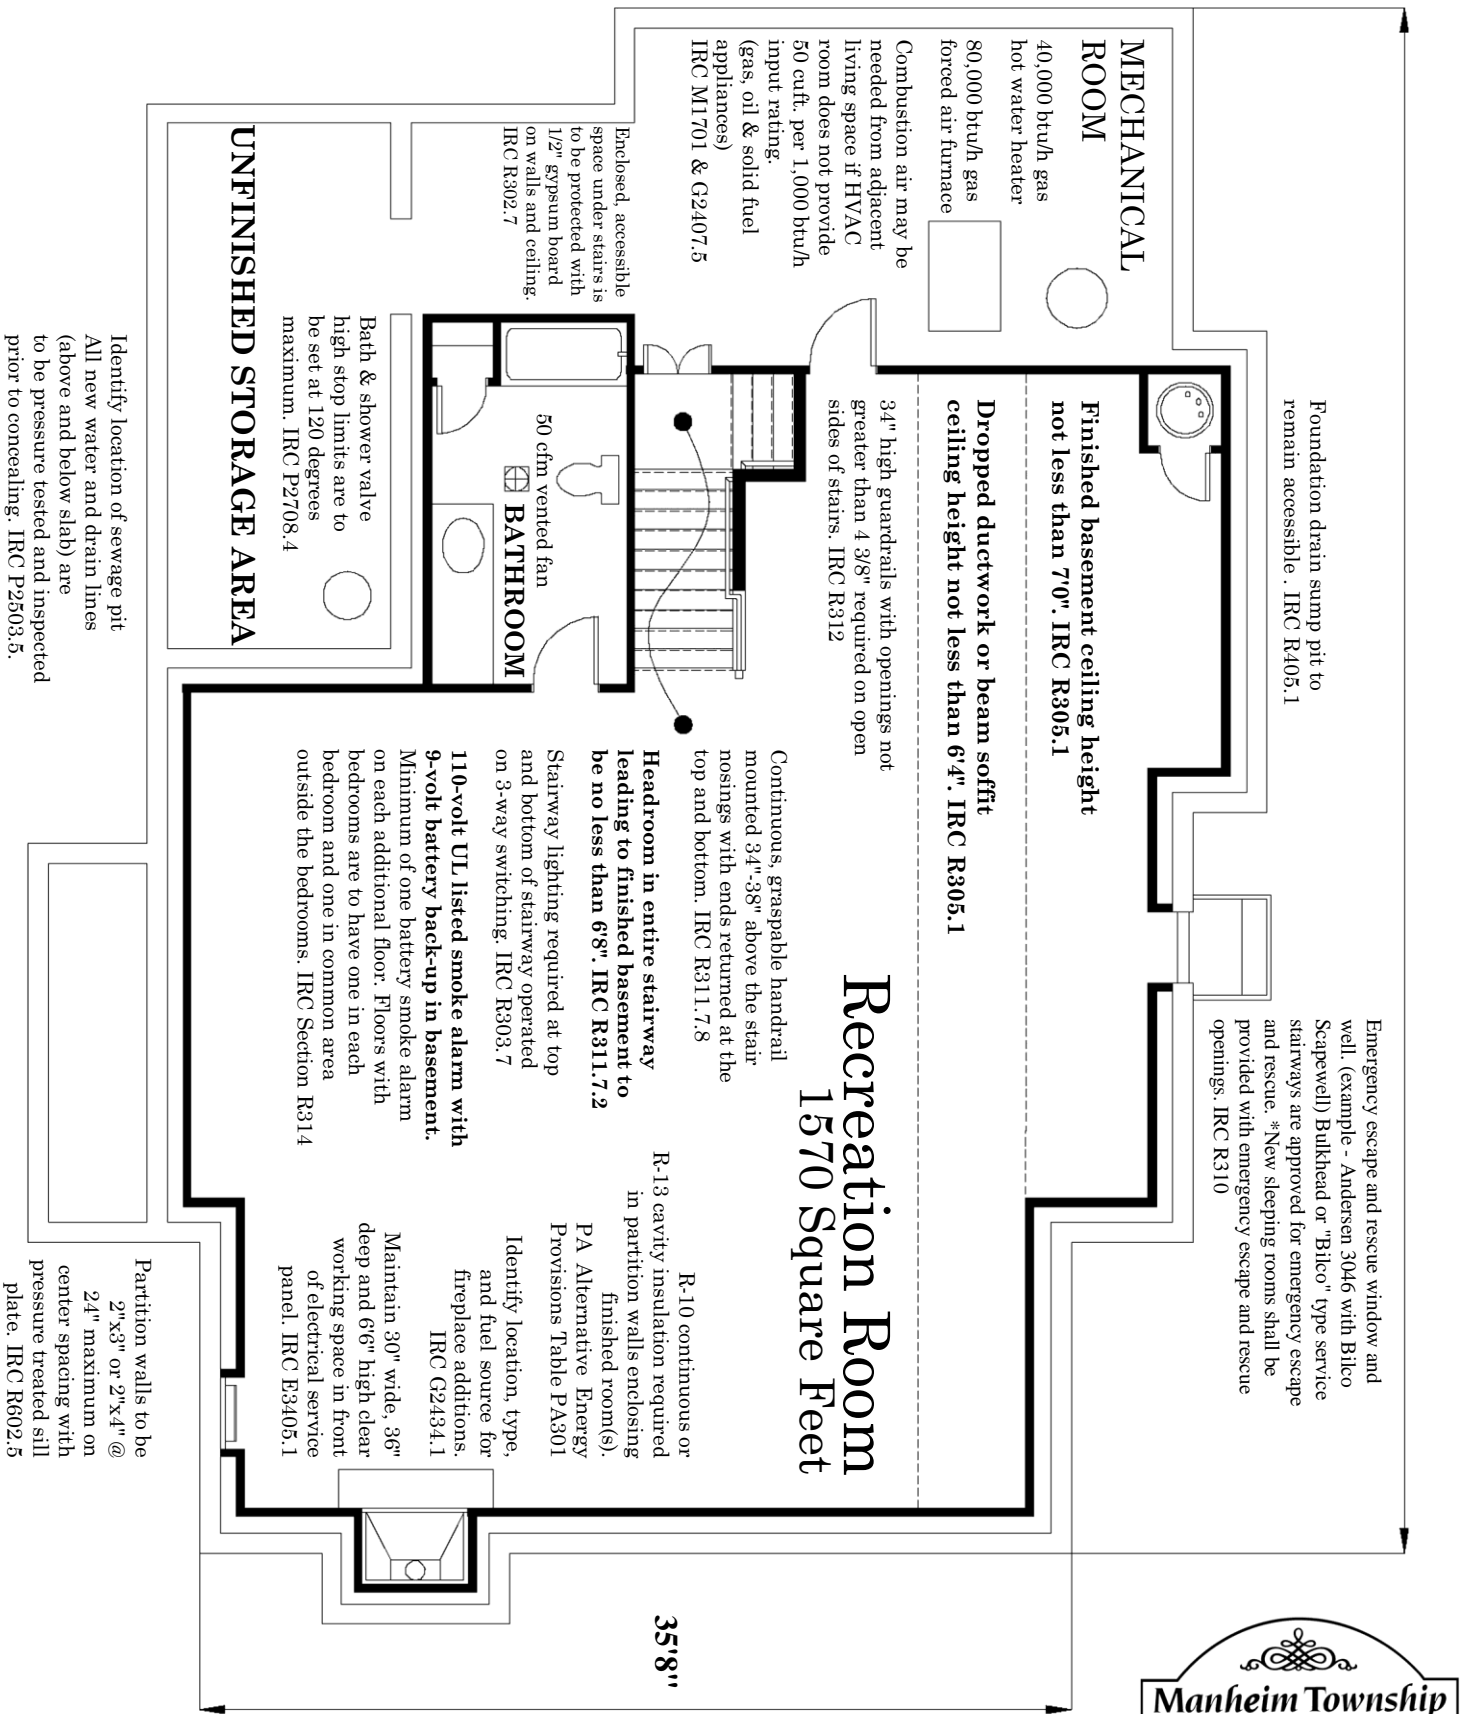 MECHANICAL
ROOM
40,000 btu/h gas
hot water heater
80,000 btu/h gas
forced air furnace
Combustion air may be
needed from adjacent
living space if HVAC
room does not provide
50 cuft. per 1,000 btu/h
input rating.
(gas, oil & solid fuel
appliances)
IRC M1701 & G2407.5
Enclosed, accessible
space under stairs is
to be protected with
1/2" gypsum board
on walls and ceiling.
IRC R302.7
UNFINISHED STORAGE AREA
Bath & shower valve
high stop limits are to
be set at 120 degrees
maximum. IRC P2708.4
Identify location of sewage pit
All new water and drain lines
(above and below slab) are
to be pressure tested and inspected
prior to concealing. IRC P2503.5.
50 cfm vented fan
BATHROOM
Foundation drain sump pit to
remain accessible . IRC R405.1
Finished basement ceiling height
not less than 7'0". IRC R305.1
Dropped ductwork or beam soffit
ceiling height not less than 6'4". IRC R305.1
34" high guardrails with openings not
greater than 4 3/8" required on open
sides of stairs. IRC R312
Continuous, graspable handrail
mounted 34"-38" above the stair
nosings with ends returned at the
top and bottom. IRC R311.7.8
Headroom in entire stairway
leading to finished basement to
be no less than 6'8". IRC R311.7.2
Stairway lighting required at top
and bottom of stairway operated
on 3-way switching. IRC R303.7
110-volt UL listed smoke alarm with
9-volt battery back-up in basement.
Minimum of one battery smoke alarm
on each additional floor. Floors with
bedrooms are to have one in each
bedroom and one in common area
outside the bedrooms. IRC Section R314
Recreation Room
1570 Square Feet
Emergency escape and rescue window and
well. (example - Andersen 3046 with Bilco
Scapewell) Bulkhead or "Bilco" type service
stairways are approved for emergency escape
and rescue. *New sleeping rooms shall be
provided with emergency escape and rescue
openings. IRC R310
R-10 continuous or
R-13 cavity insulation required
in partition walls enclosing
finished room(s).
PA Alternative Energy
Provisions Table PA301
Identify location, type,
and fuel source for
fireplace additions.
IRC G2434.1
Maintain 30" wide, 36"
deep and 6'6" high clear
working space in front
of electrical service
panel. IRC E3405.1
Partition walls to be
2"x3" or 2"x4" @
24" maximum on
center spacing with
pressure treated sill
plate. IRC R602.5
35'8"
Manheim Township